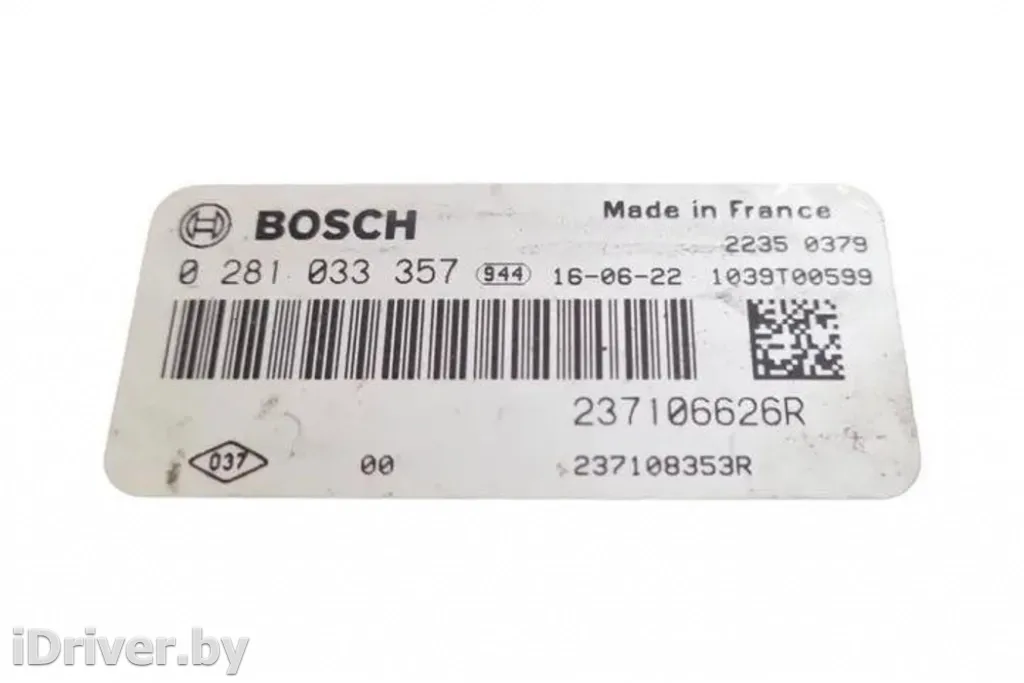 BOSCH Made in France
2235 0379
0 281 033 357 944 16-06-22 1039T00599
237106626R
037 00 237108353R
iDriver.by